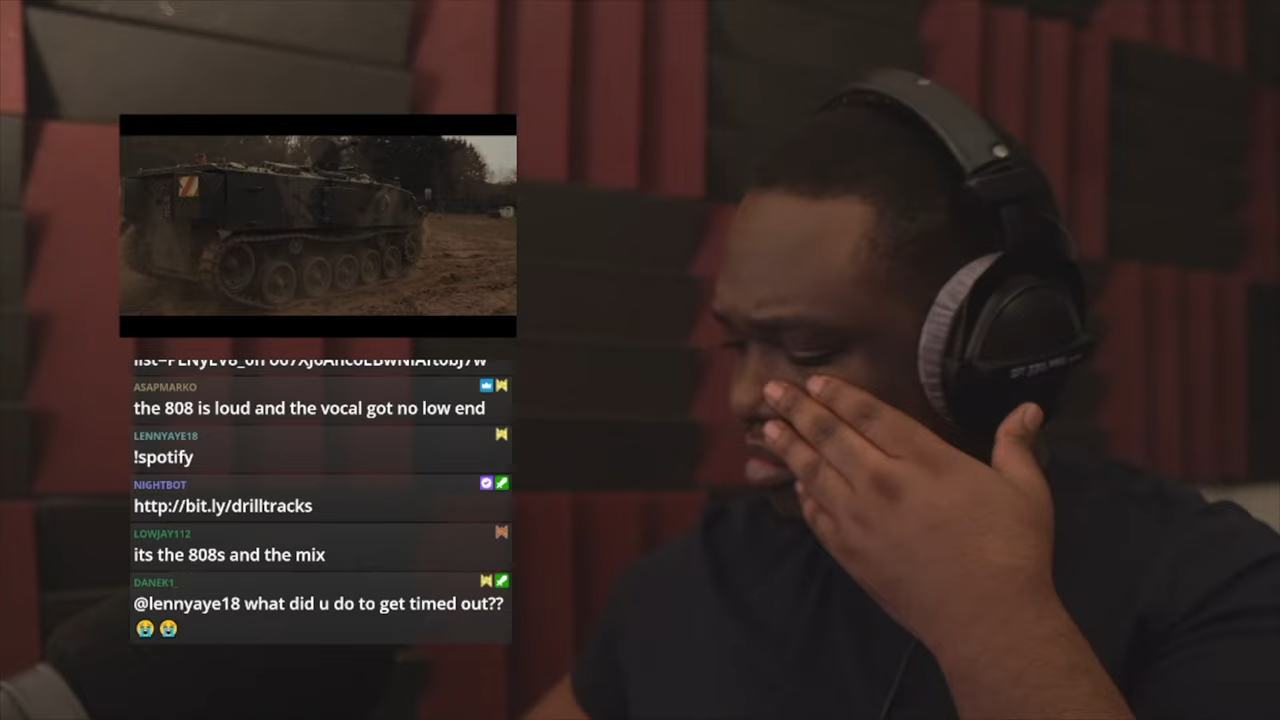 ASAPMARKO
the 808 is loud and the vocal got no low end
LENNYAYE18
!spotify
NIGHTBOT
http://bit.ly/drilltracks
LOWJAY112
its the 808s and the mix
DANEK1_
@lennyaye18 what did u do to get timed out??
😭 😭